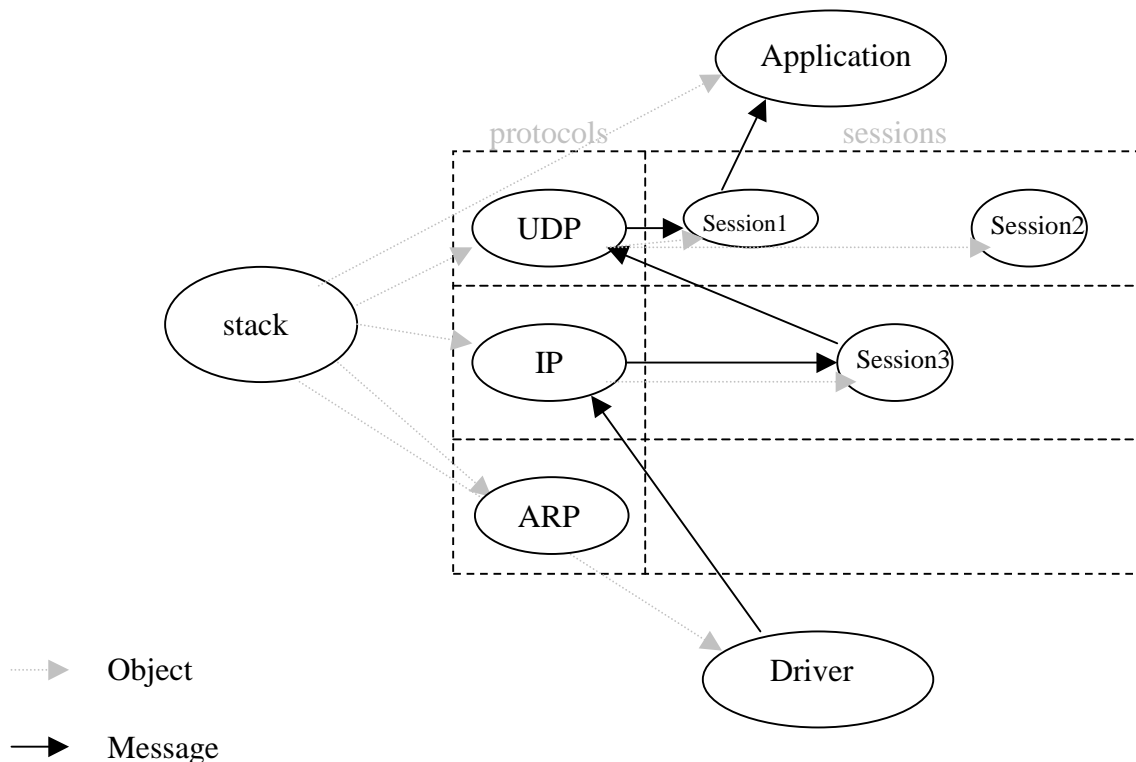 Application
protocols
sessions
UDP
Session1
Session2
stack
IP
Session3
ARP
Driver
Object
Message